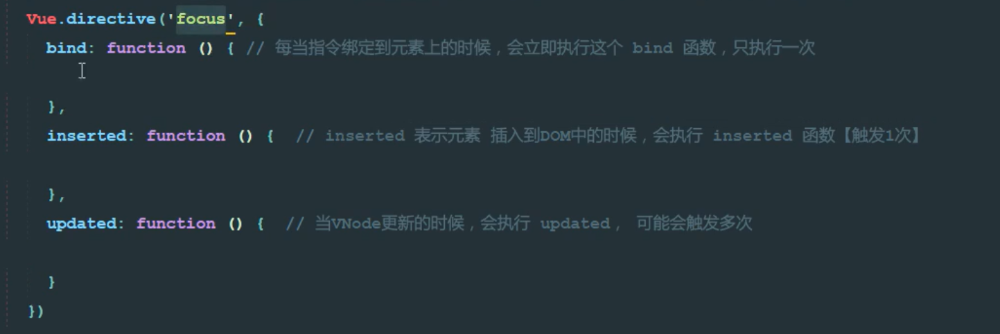 Vue.directive('focus', {
bind: function () { // 每当指令绑定到元素上的时候，会立即执行这个 bind 函数，只执行一次
},
inserted: function () { // inserted 表示元素 插入到DOM中的时候，会执行 inserted 函数【触发1次】
},
updated: function () { // 当VNode更新的时候，会执行 updated， 可能会触发多次
}
})